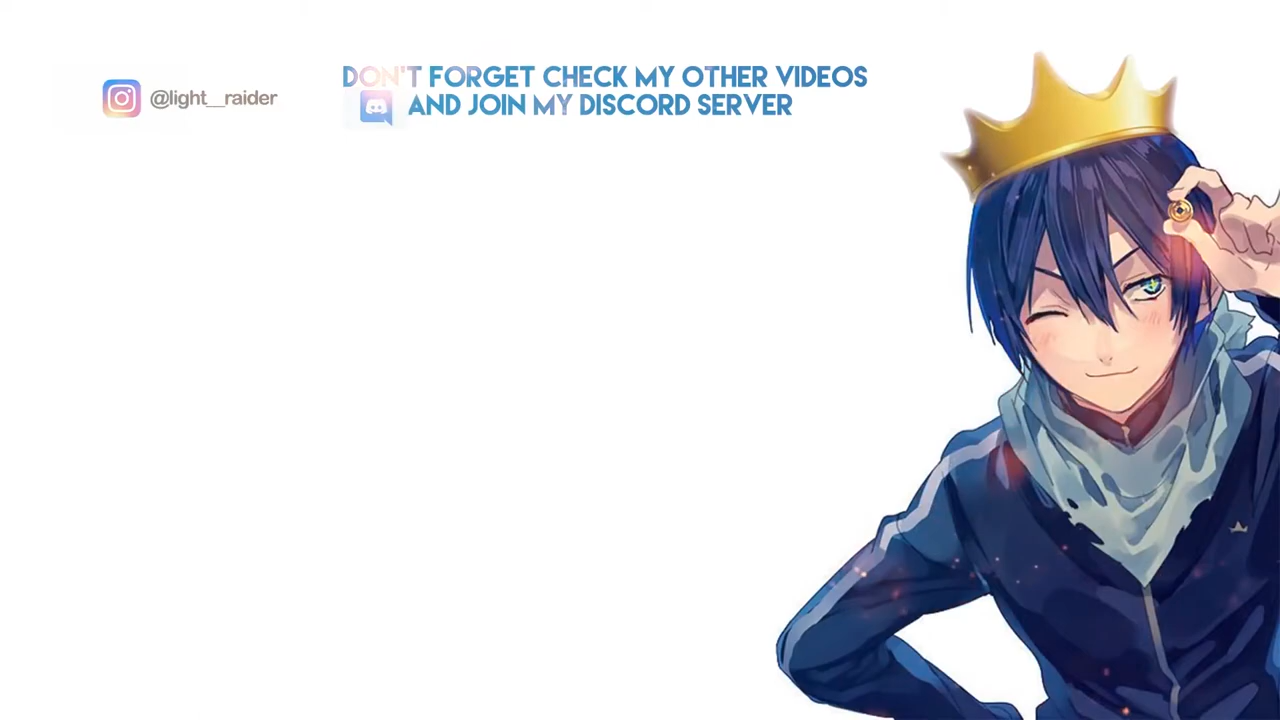 @light__raider
DON'T FORGET CHECK MY OTHER VIDEOS
AND JOIN MY DISCORD SERVER